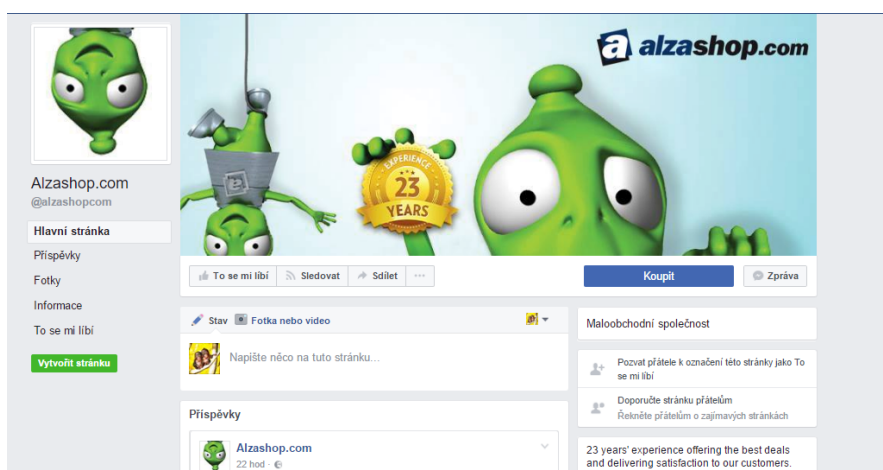 alzashop.com
EXPERIENCE
23
YEARS
Alzashop.com
@alzashopcom
Hlavní stránka
Příspěvky
Fotky
Informace
To se mi líbí
Vytvořit stránku
To se mi líbí
Sledovat
Sdílet
Koupit
Zpráva
Stav
Fotka nebo video
Napište něco na tuto stránku...
Příspěvky
Alzashop.com
22 hod
Maloobchodní společnost
Pozvat přátele k označení této stránky jako To
se mi líbí
Doporučte stránku přátelům
Řekněte přátelům o zajímavých stránkách
23 years' experience offering the best deals
and delivering satisfaction to our customers.